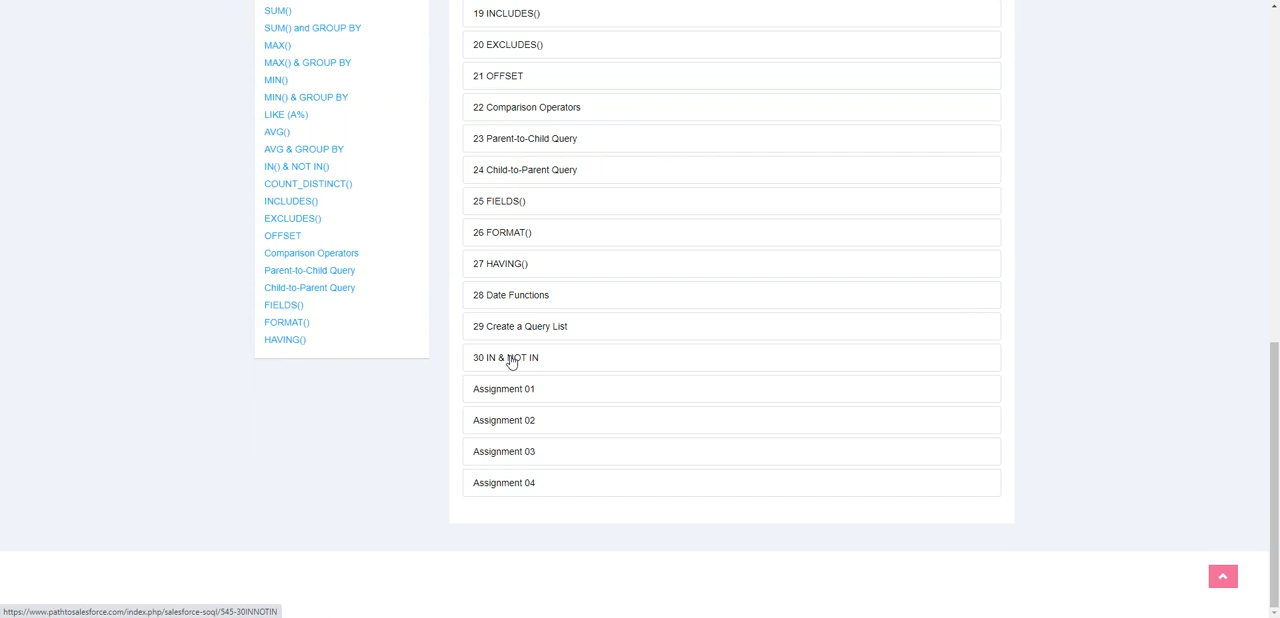 SUM()
SUM() and GROUP BY
MAX()
MAX() & GROUP BY
MIN()
MIN() & GROUP BY
LIKE (A%)
AVG()
AVG & GROUP BY
IN() & NOT IN()
COUNT_DISTINCT()
INCLUDES()
EXCLUDES()
OFFSET
Comparison Operators
Parent-to-Child Query
Child-to-Parent Query
FIELDS()
FORMAT()
HAVING()
19 INCLUDES()
20 EXCLUDES()
21 OFFSET
22 Comparison Operators
23 Parent-to-Child Query
24 Child-to-Parent Query
25 FIELDS()
26 FORMAT()
27 HAVING()
28 Date Functions
29 Create a Query List
30 IN & NOT IN
Assignment 01
Assignment 02
Assignment 03
Assignment 04
https://www.pathtosalesforce.com/index.php/salesforce-soql/545-30INNOTIN